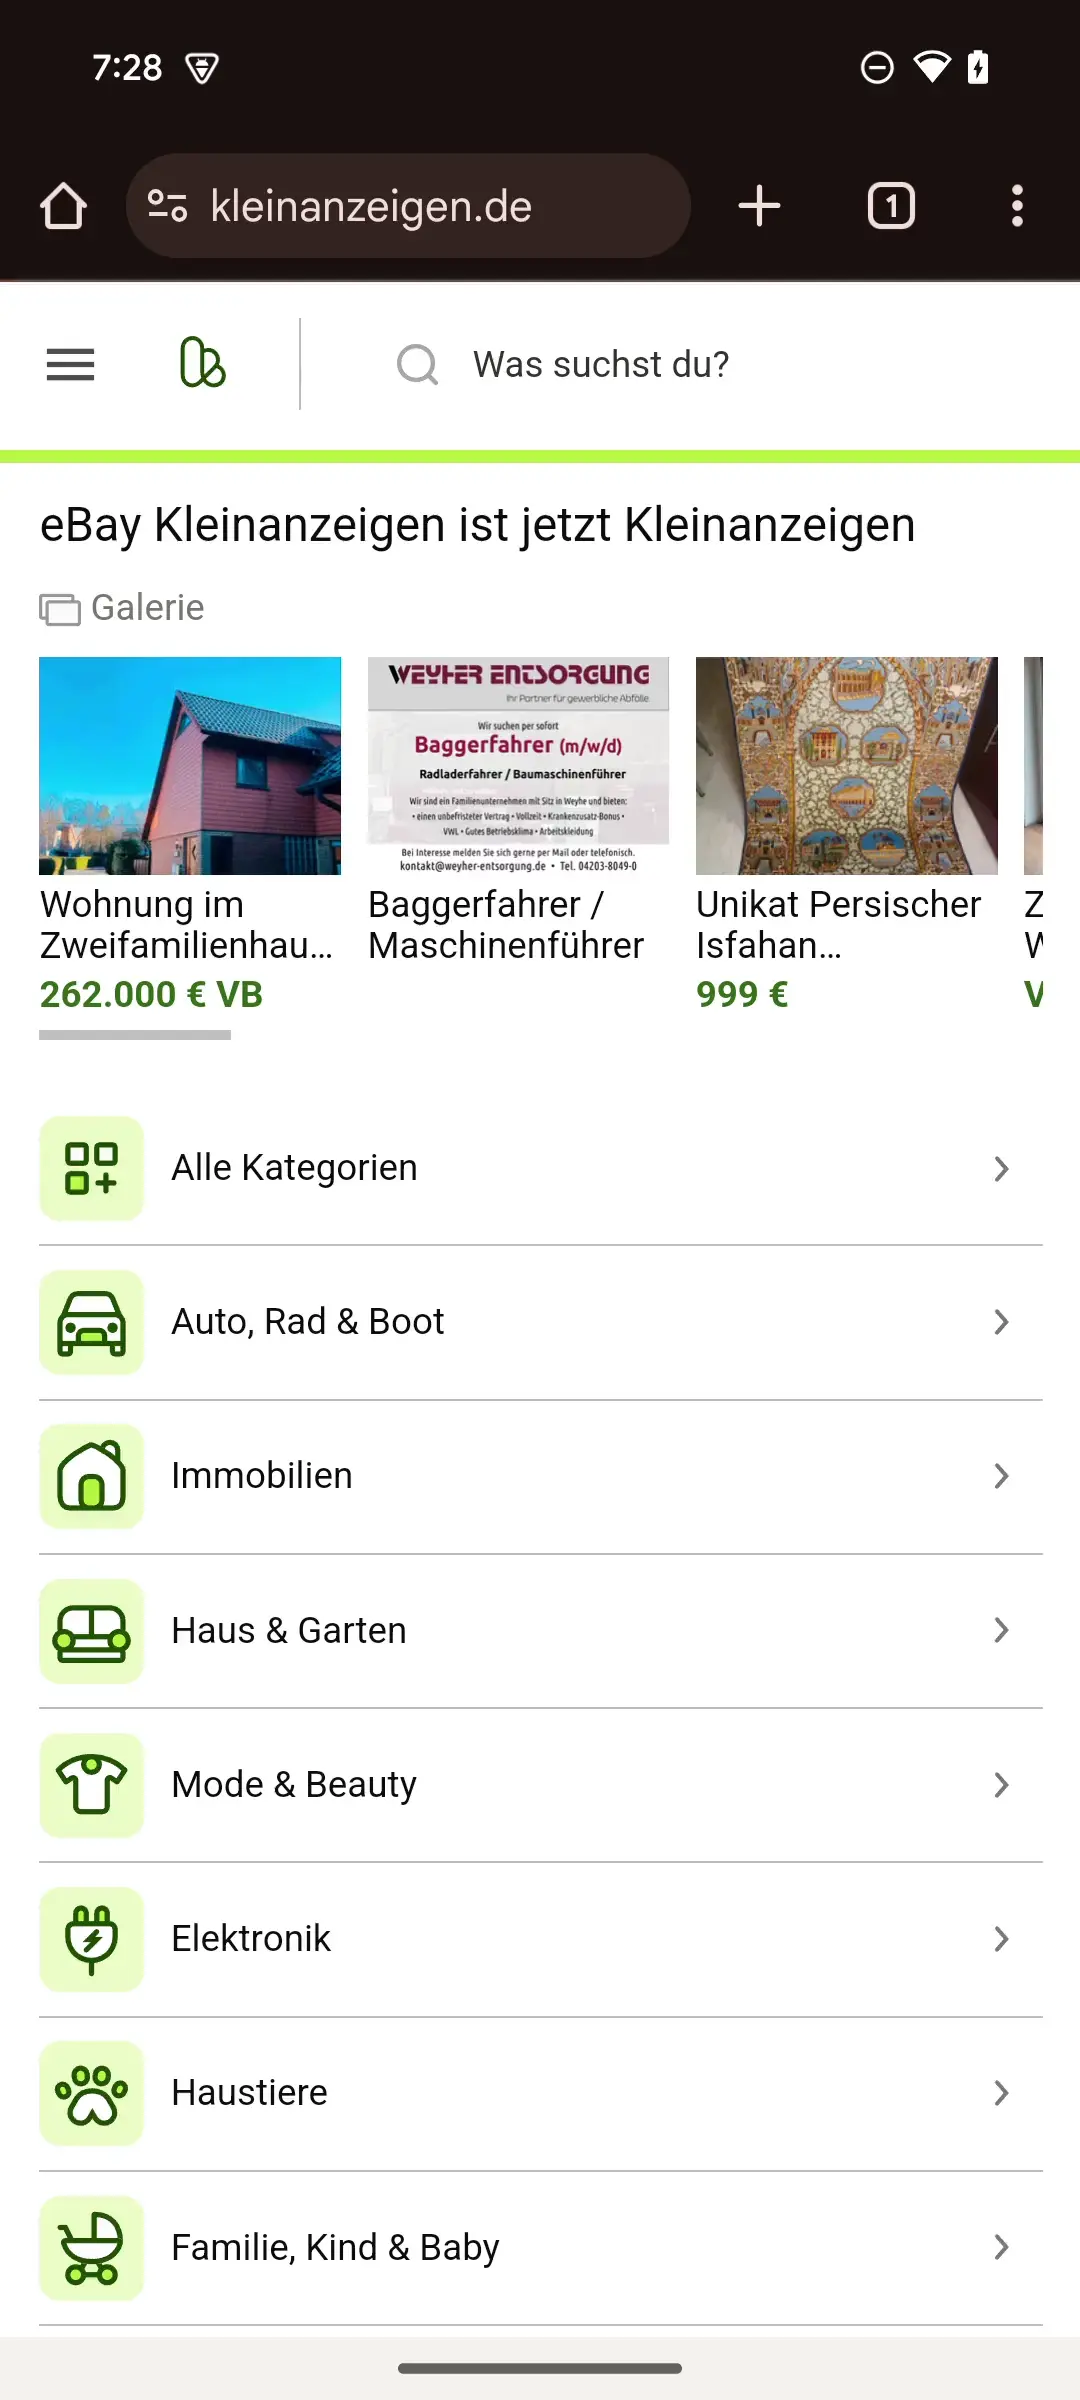 7:28
kleinanzeigen.de
1
Was suchst du?
eBay Kleinanzeigen ist jetzt Kleinanzeigen
Galerie
WEYHER ENTSORGUNG
Ihr Partner für gewerbliche Abfälle
Wir suchen per sofort
Baggerfahrer (m/w/d)
Radladerfahrer / Baumaschinenführer
Wir sind ein Familienunternehmen mit Sitz in Weyhe und bieten:
• einen unbefristeter Vertrag • Vollzeit • Krankenzusatz-Bonus •
VWL • Gutes Betriebsklima • Arbeitskleidung
Bei Interesse melden Sie sich gerne per Mail oder telefonisch.
kontakt@weyher-entsorgung.de • Tel. 04203-8049-0
Wohnung im
Zweifamilienhau...
262.000 € VB
Baggerfahrer /
Maschinenführer
Unikat Persischer
Isfahan...
999 €
Z
W
V
Alle Kategorien
Auto, Rad & Boot
Immobilien
Haus & Garten
Mode & Beauty
Elektronik
Haustiere
Familie, Kind & Baby